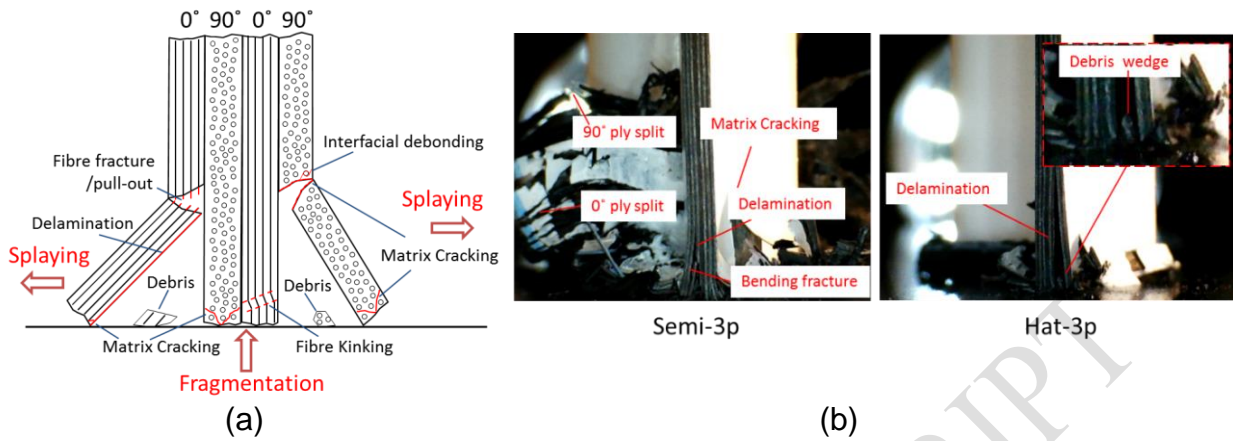 0° 90° 0° 90°
Fibre fracture
/pull-out
Interfacial debonding
Delamination
Splaying
Splaying
Matrix Cracking
Debris
Debris
Matrix Cracking
Fibre Kinking
Fragmentation
(a)
90° ply split
Matrix Cracking
0° ply split
Delamination
Bending fracture
Semi-3p
Debris wedge
Delamination
Hat-3p
(b)